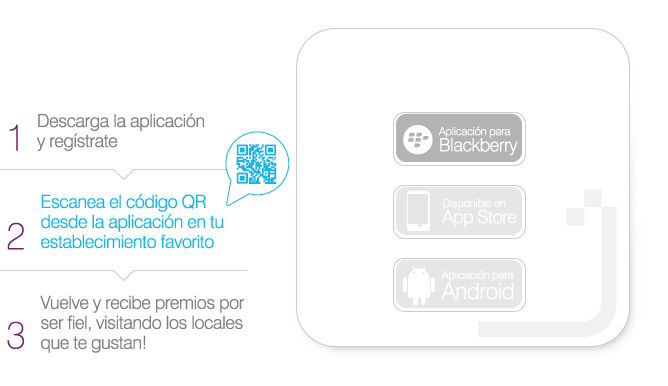 1
Descarga la aplicación
y regístrate
2
Escanea el código QR
desde la aplicación en tu
establecimiento favorito
3
Vuelve y recibe premios por
ser fiel, visitando los locales
que te gustan!
Aplicación para
Blackberry
Disponible en
App Store
Aplicación para
Android